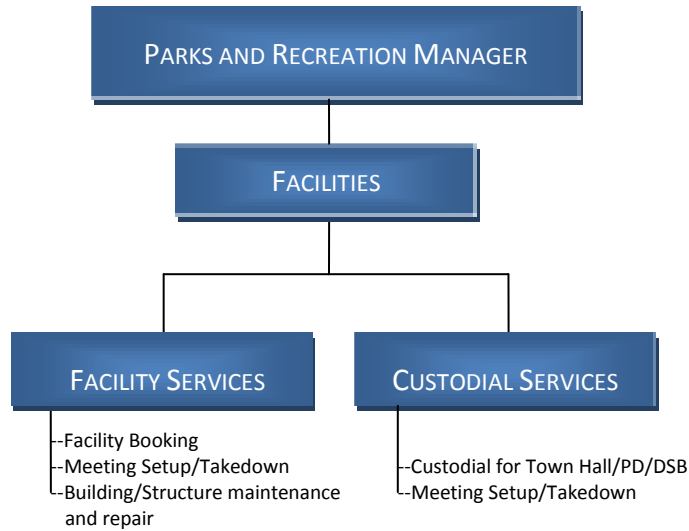 PARKS AND RECREATION MANAGER
FACILITIES
FACILITY SERVICES
--Facility Booking
--Meeting Setup/Takedown
--Building/Structure maintenance
and repair
CUSTODIAL SERVICES
--Custodial for Town Hall/PD/DSB
--Meeting Setup/Takedown